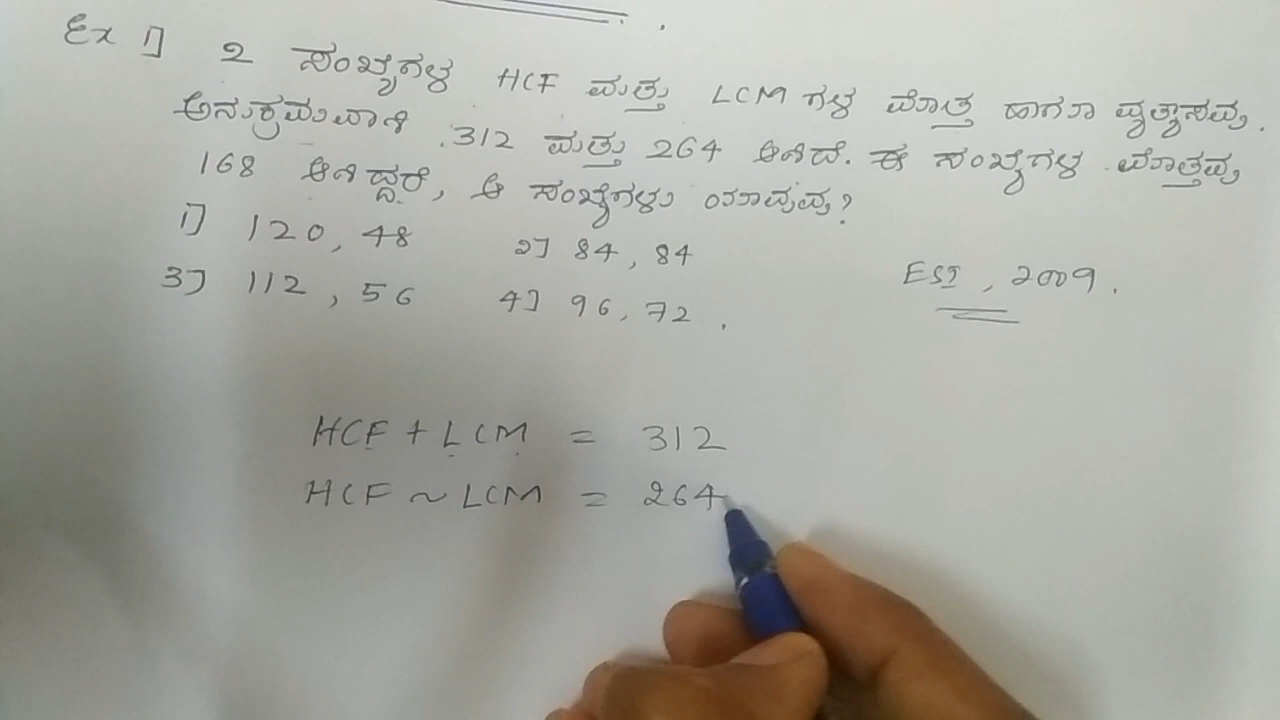 Ex 1] 2 ಸಂಖ್ಯೆಗಳ HCF ಮತ್ತು LCM ಗಳ ಮೊತ್ತ ಹಾಗೂ ವ್ಯತ್ಯಾಸವು
ಅನುಕ್ರಮವಾಗಿ 312 ಮತ್ತು 264 ಆಗಿದೆ. ಈ ಸಂಖ್ಯೆಗಳ ಮೊತ್ತವು
168 ಆಗಿದ್ದರೆ, ಆ ಸಂಖ್ಯೆಗಳು ಯಾವುವು?
1] 120, 48 2] 84, 84
3] 112, 56 4] 96, 72.
ESI, 2009.
HCF + LCM = 312
HCF ~ LCM = 264